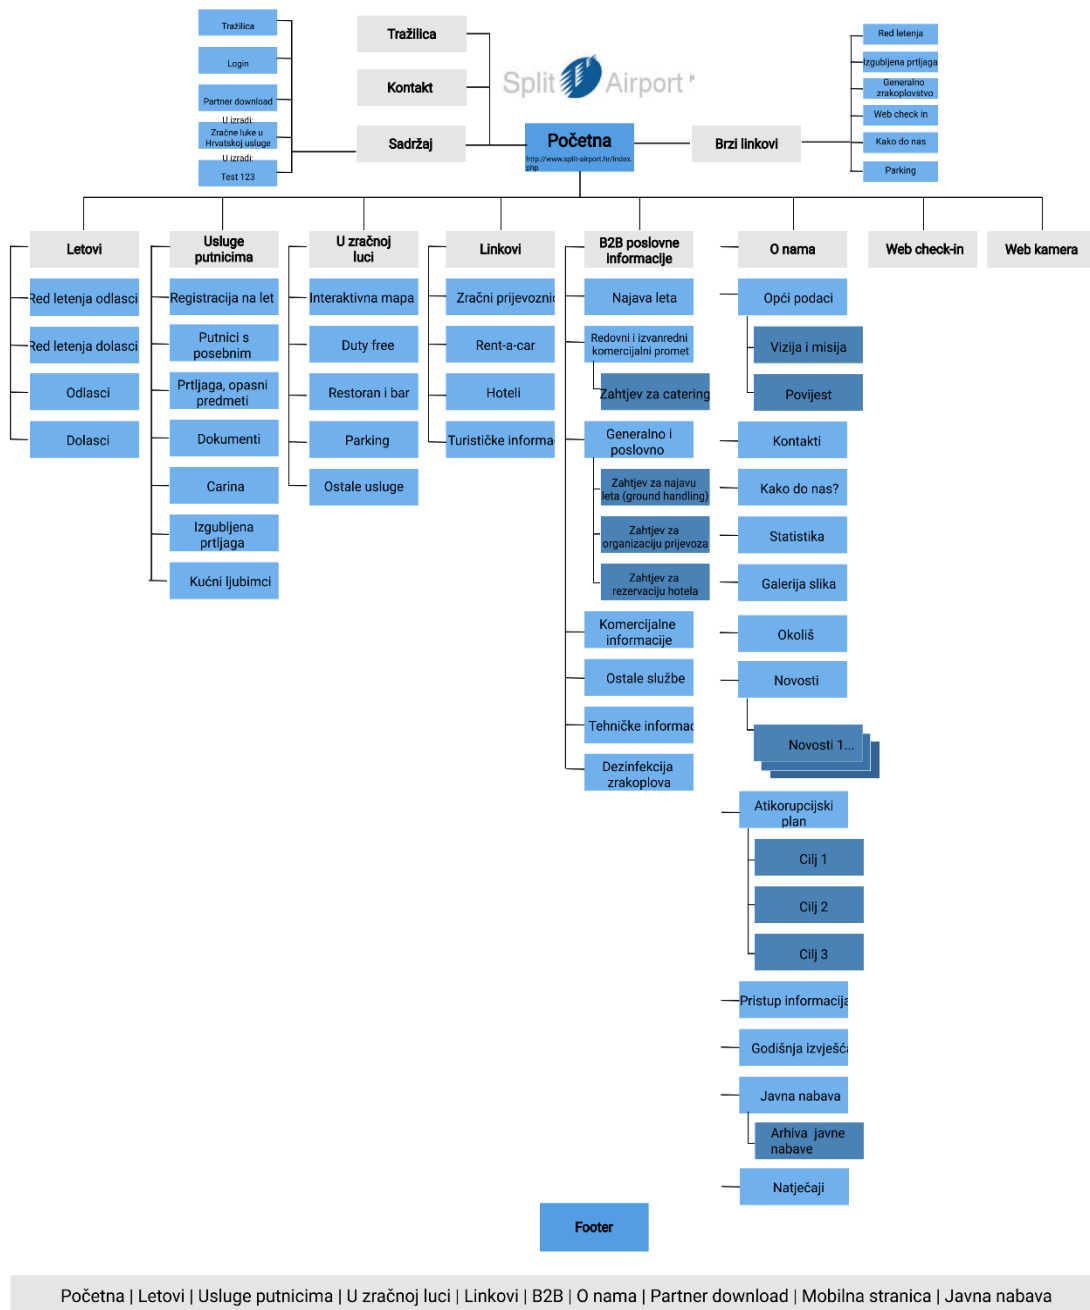 Tražilica
Login
Partner download
U izradi:
Zračne luke u
Hrvatskoj usluge
U izradi:
Test 123
Tražilica
Kontakt
Sadržaj
Split Airport
Početna
http://www.split-airport.hr/index.
php
Brzi linkovi
Red letenja
Izgubljena prtljaga
Generalno
zrakoplovstvo
Web check in
Kako do nas
Parking
Letovi
Red letenja odlasci
Red letenja dolasci
Odlasci
Dolasci
Usluge
putnicima
Registracija na let
Putnici s
posebnim
Prtljaga, opasni
predmeti
Dokumenti
Carina
Izgubljena
prtljaga
Kućni ljubimci
U zračnoj
luci
Interaktivna mapa
Duty free
Restoran i bar
Parking
Ostale usluge
Linkovi
Zračni prijevoznic
Rent-a-car
Hoteli
Turističke informa
B2B poslovne
informacije
Najava leta
Redovni i izvanredni
komercijalni promet
Zahtjev za catering
Generalno i
poslovno
Zahtjev za najavu
leta (ground handling)
Zahtjev za
organizaciju prijevoza
Zahtjev za
rezervaciju hotela
Komercijalne
informacije
Ostale službe
Tehničke informac
Dezinfekcija
zrakoplova
O nama
Opći podaci
Vizija i misija
Povijest
Kontakti
Kako do nas?
Statistika
Galerija slika
Okoliš
Novosti
Novosti 1...
Atikorupcijski
plan
Cilj 1
Cilj 2
Cilj 3
Pristup informacija
Godišnja izvješća
Javna nabava
Arhiva javne
nabave
Natječaji
Web check-in
Web kamera
Footer
Početna | Letovi | Usluge putnicima | U zračnoj luci | Linkovi | B2B | O nama | Partner download | Mobilna stranica | Javna nabava